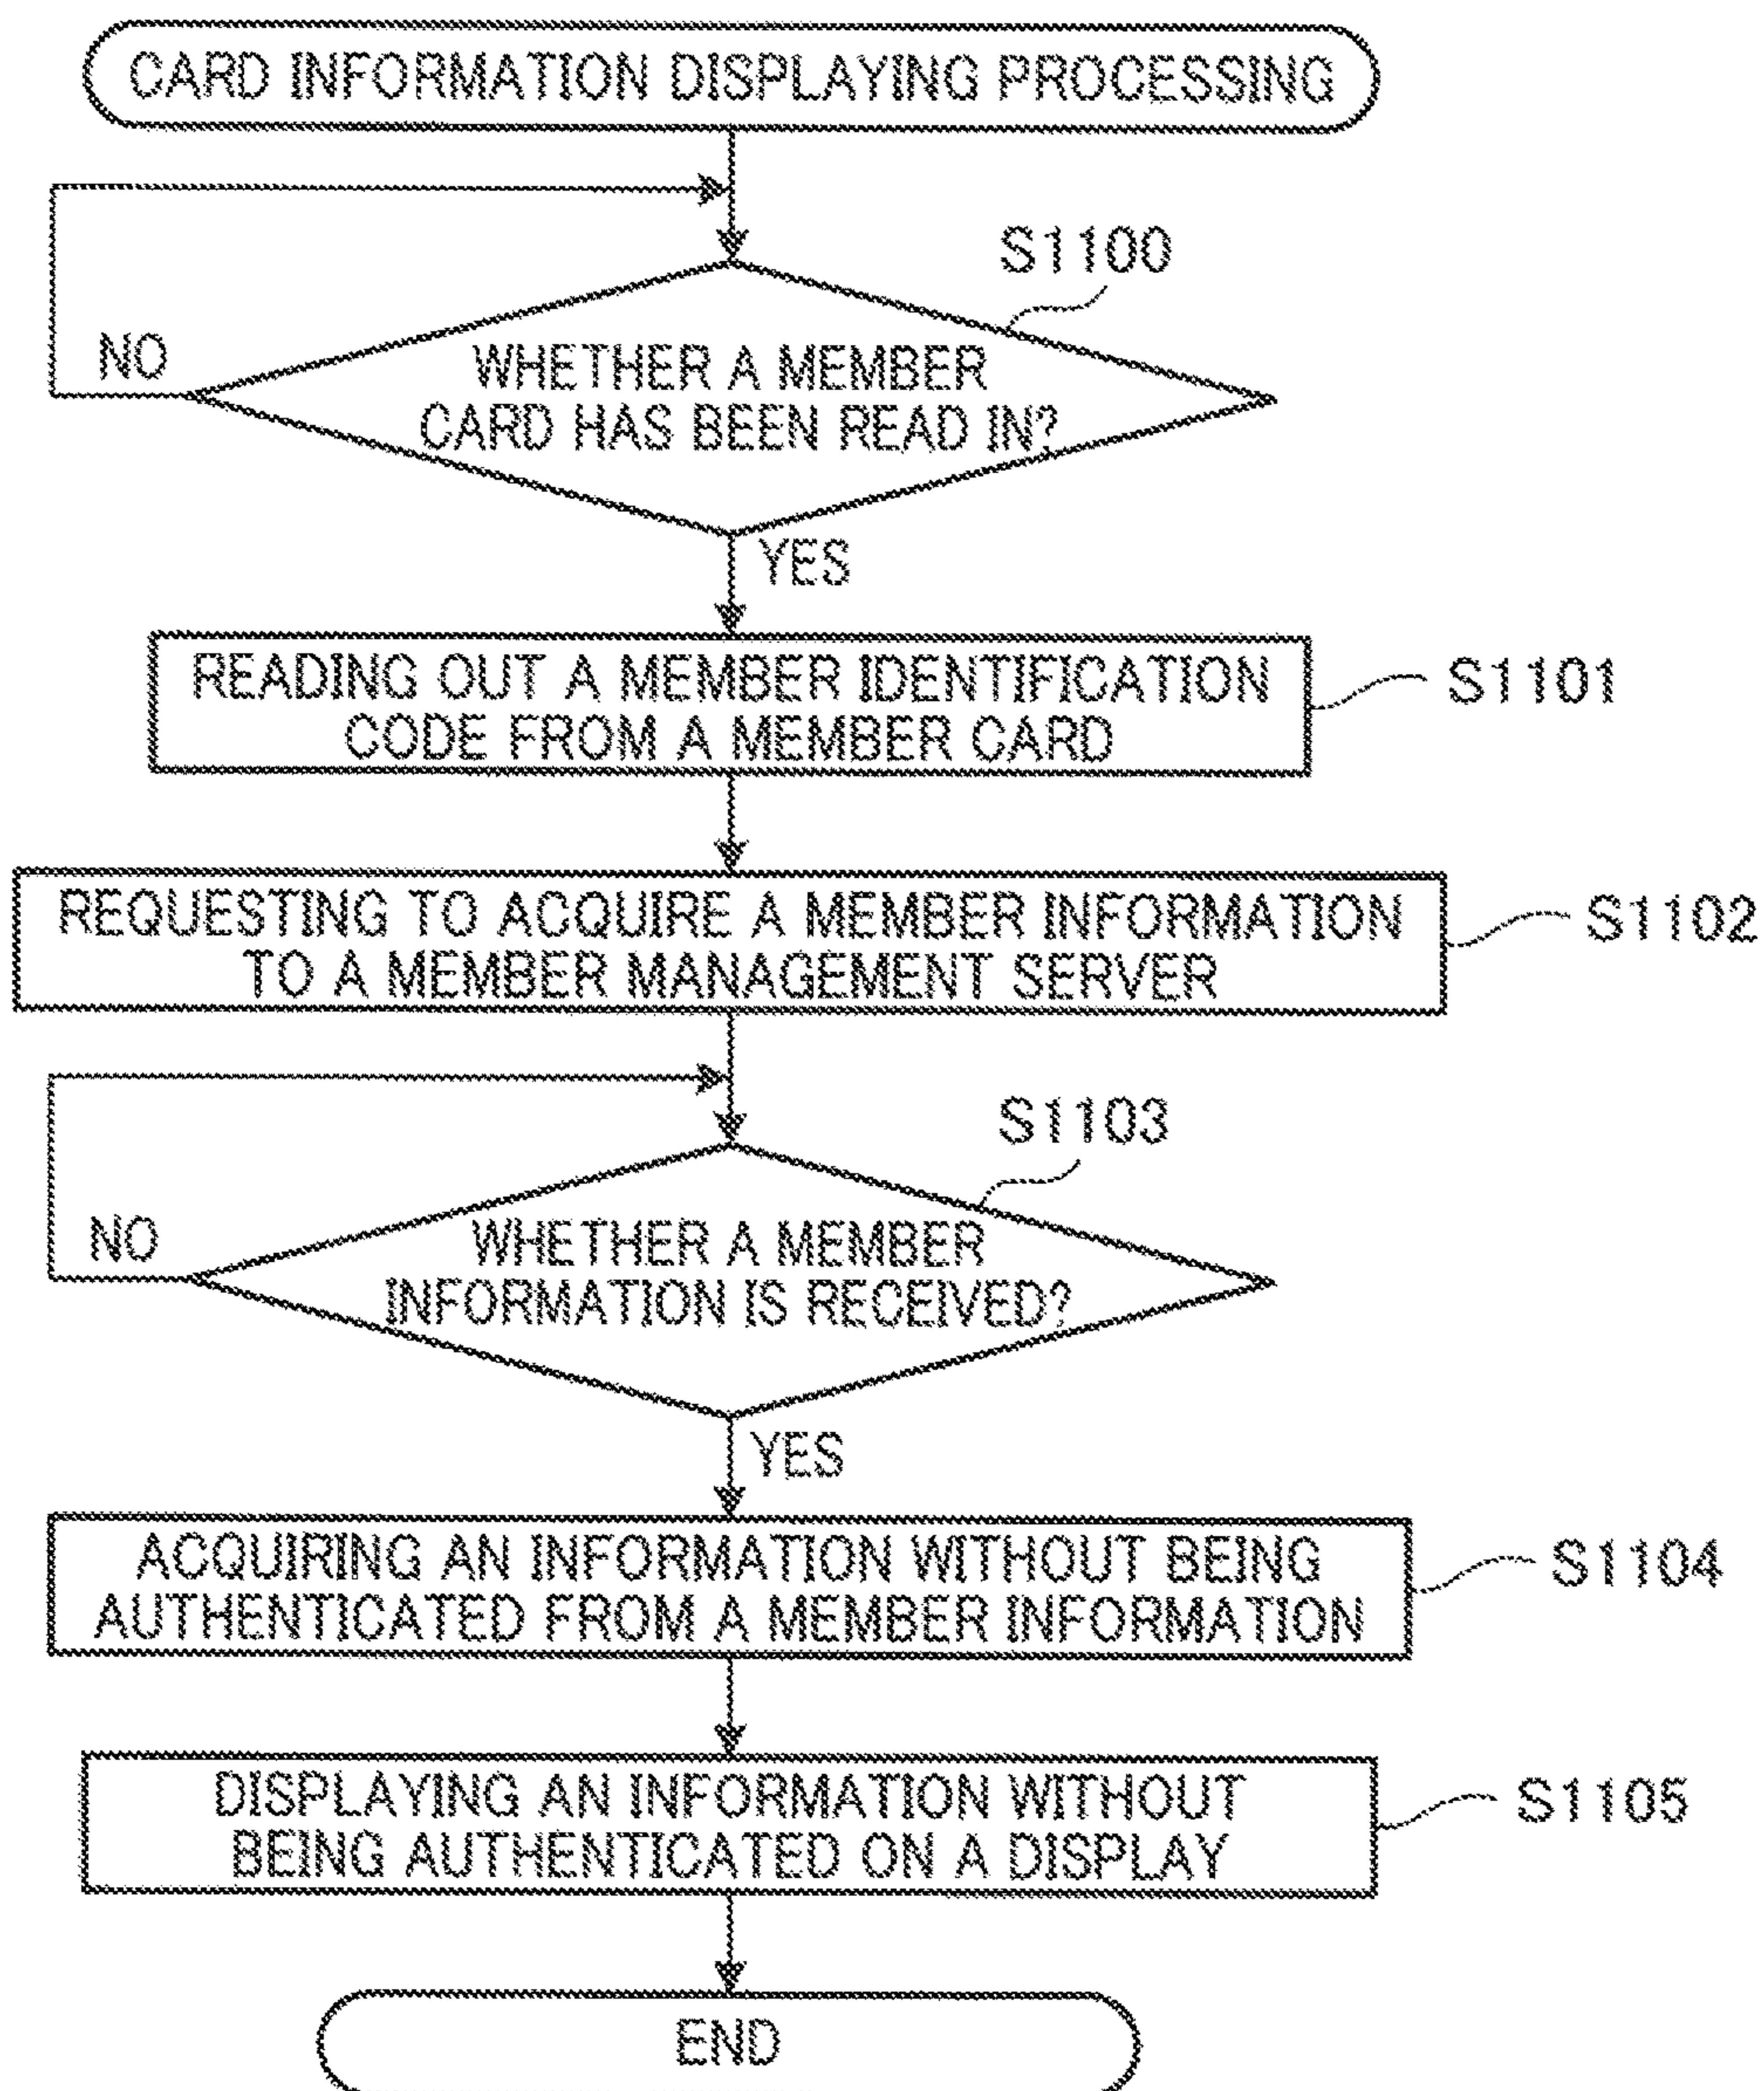 CARD INFORMATION DISPLAYING PROCESSING
S1100
NO
WHETHER A MEMBER
CARD HAS BEEN READ IN?
YES
READING OUT A MEMBER IDENTIFICATION
CODE FROM A MEMBER CARD
S1101
REQUESTING TO ACQUIRE A MEMBER INFORMATION
TO A MEMBER MANAGEMENT SERVER
S1102
S1103
NO
WHETHER A MEMBER
INFORMATION IS RECEIVED?
YES
ACQUIRING AN INFORMATION WITHOUT BEING
AUTHENTICATED FROM A MEMBER INFORMATION
S1104
DISPLAYING AN INFORMATION WITHOUT
BEING AUTHENTICATED ON A DISPLAY
S1105
END